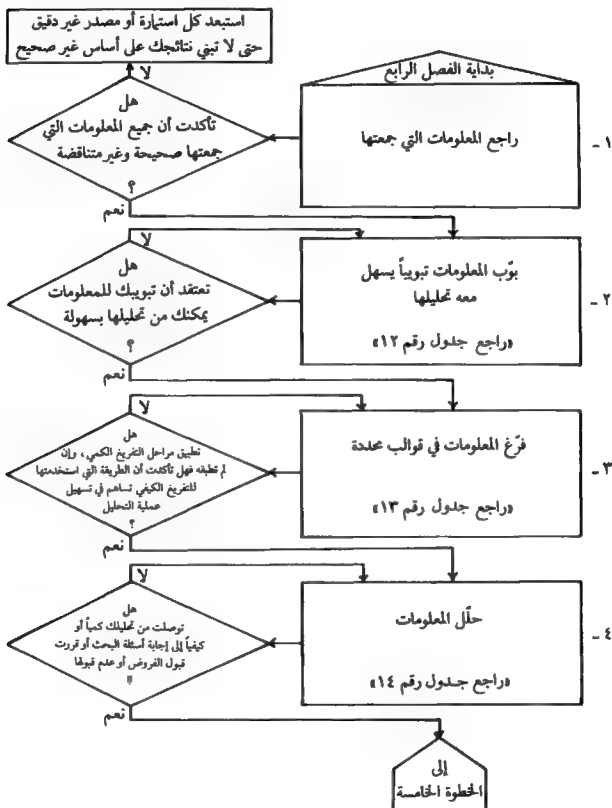 استبعد كل استمارة أو مصدر غير دقيق
حتى لا تبني نتائجك على أساس غير صحيح
بداية الفصل الرابع
١ -
راجع المعلومات التي جمعتها
هل
تأكدت أن جميع المعلومات التي
جمعتها صحيحة وغير متناقضة
؟
لا
نعم
٢ -
بوّب المعلومات تبويباً يسهل
معه تحليلها
«راجع جدول رقم ١٢»
هل
تعتقد أن تبويبك للمعلومات
يمكنك من تحليلها بسهولة
؟
لا
نعم
٣ -
فرّغ المعلومات في قوالب محددة
«راجع جدول رقم ١٣»
هل
تطبيق مراحل التفريغ الكمي ، وإن
لم تطبقه فهل تأكدت أن الطريقة التي استخدمتها
للتفريغ الكيفي تساهم في تسهيل
عملية التحليل
؟
لا
نعم
٤ -
حلّل المعلومات
«راجع جدول رقم ١٤»
هل
توصلت من تحليلك كمياً أو
كيفياً إلى إجابة أسئلة البحث أو قررت
قبول الفروض أو عدم قبولها
لا
نعم
إلى
الخطوة الخامسة